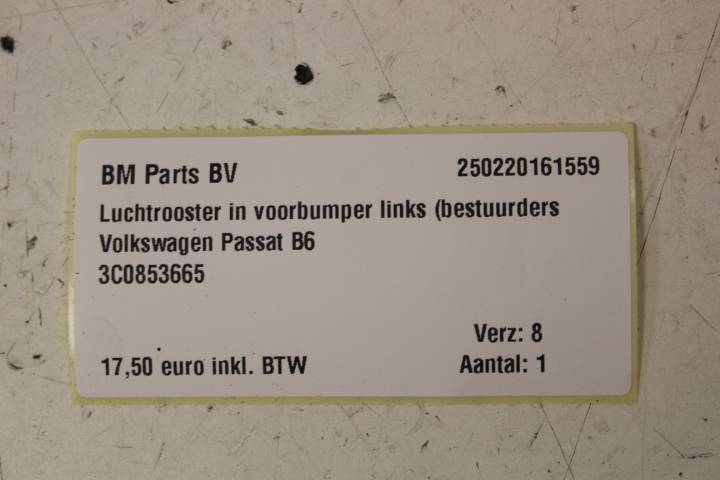 BM Parts BV 250220161559
Luchtrooster in voorbumper links (bestuurders
Volkswagen Passat B6
3C0853665
Verz: 8
17,50 euro inkl. BTW Aantal: 1